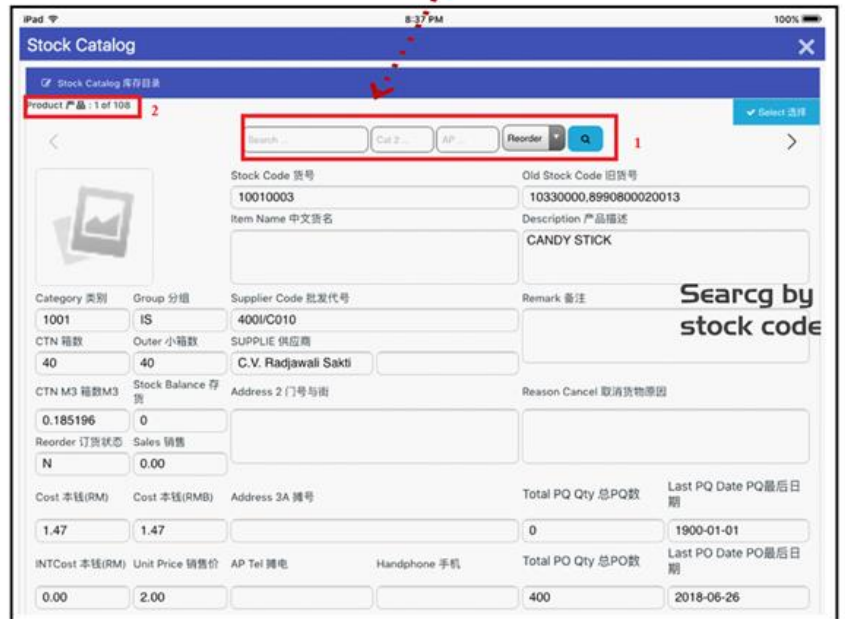 iPad 8:37 PM 100%
Stock Catalog ×
Stock Catalog 库存目录
Product 产品 : 1 of 108
2
Select 选择
Search ...
Cat 2 ...
AP ...
Reorder
1
Stock Code 货号 Old Stock Code 旧货号
10010003 10330000,8990800020013
Item Name 中文货名 Description 产品描述
CANDY STICK
Searcg by
stock code
Category 类别 Group 分组 Supplier Code 批发代号 Remark 备注
1001 IS 400I/C010
CTN 箱数 Outer 小箱数 SUPPLIE 供应商
40 40 C.V. Radjawali Sakti
CTN M3 箱数M3 Stock Balance 存货 Address 2 门号与街 Reason Cancel 取消货物原因
0.185196 0
Reorder 订货状态 Sales 销售
N 0.00
Cost 本钱(RM) Cost 本钱(RMB) Address 3A 摊号 Total PQ Qty 总PQ数 Last PQ Date PQ最后日期
1.47 1.47 0 1900-01-01
INTCost 本钱(RM) Unit Price 销售价 AP Tel 摊电 Handphone 手机 Total PO Qty 总PO数 Last PO Date PO最后日期
0.00 2.00 400 2018-06-26